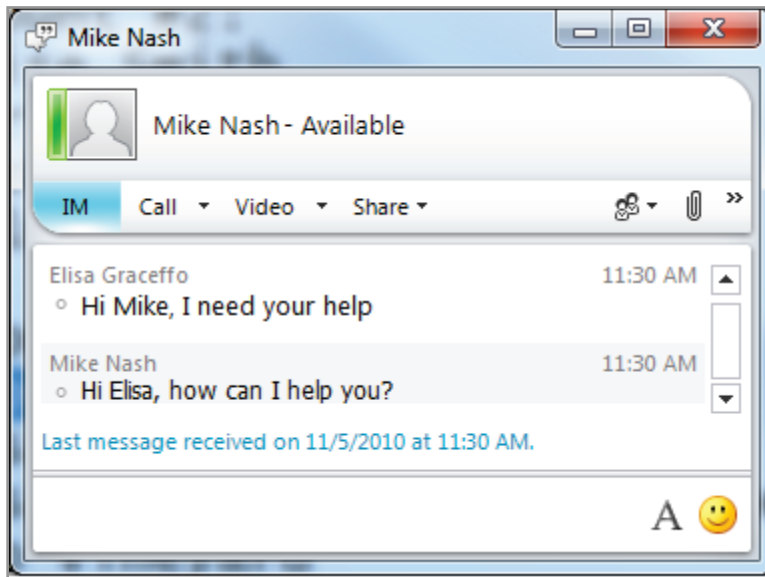 Mike Nash
Mike Nash - Available
IM Call Video Share
Elisa Graceffo 11:30 AM
Hi Mike, I need your help
Mike Nash 11:30 AM
Hi Elisa, how can I help you?
Last message received on 11/5/2010 at 11:30 AM.
A